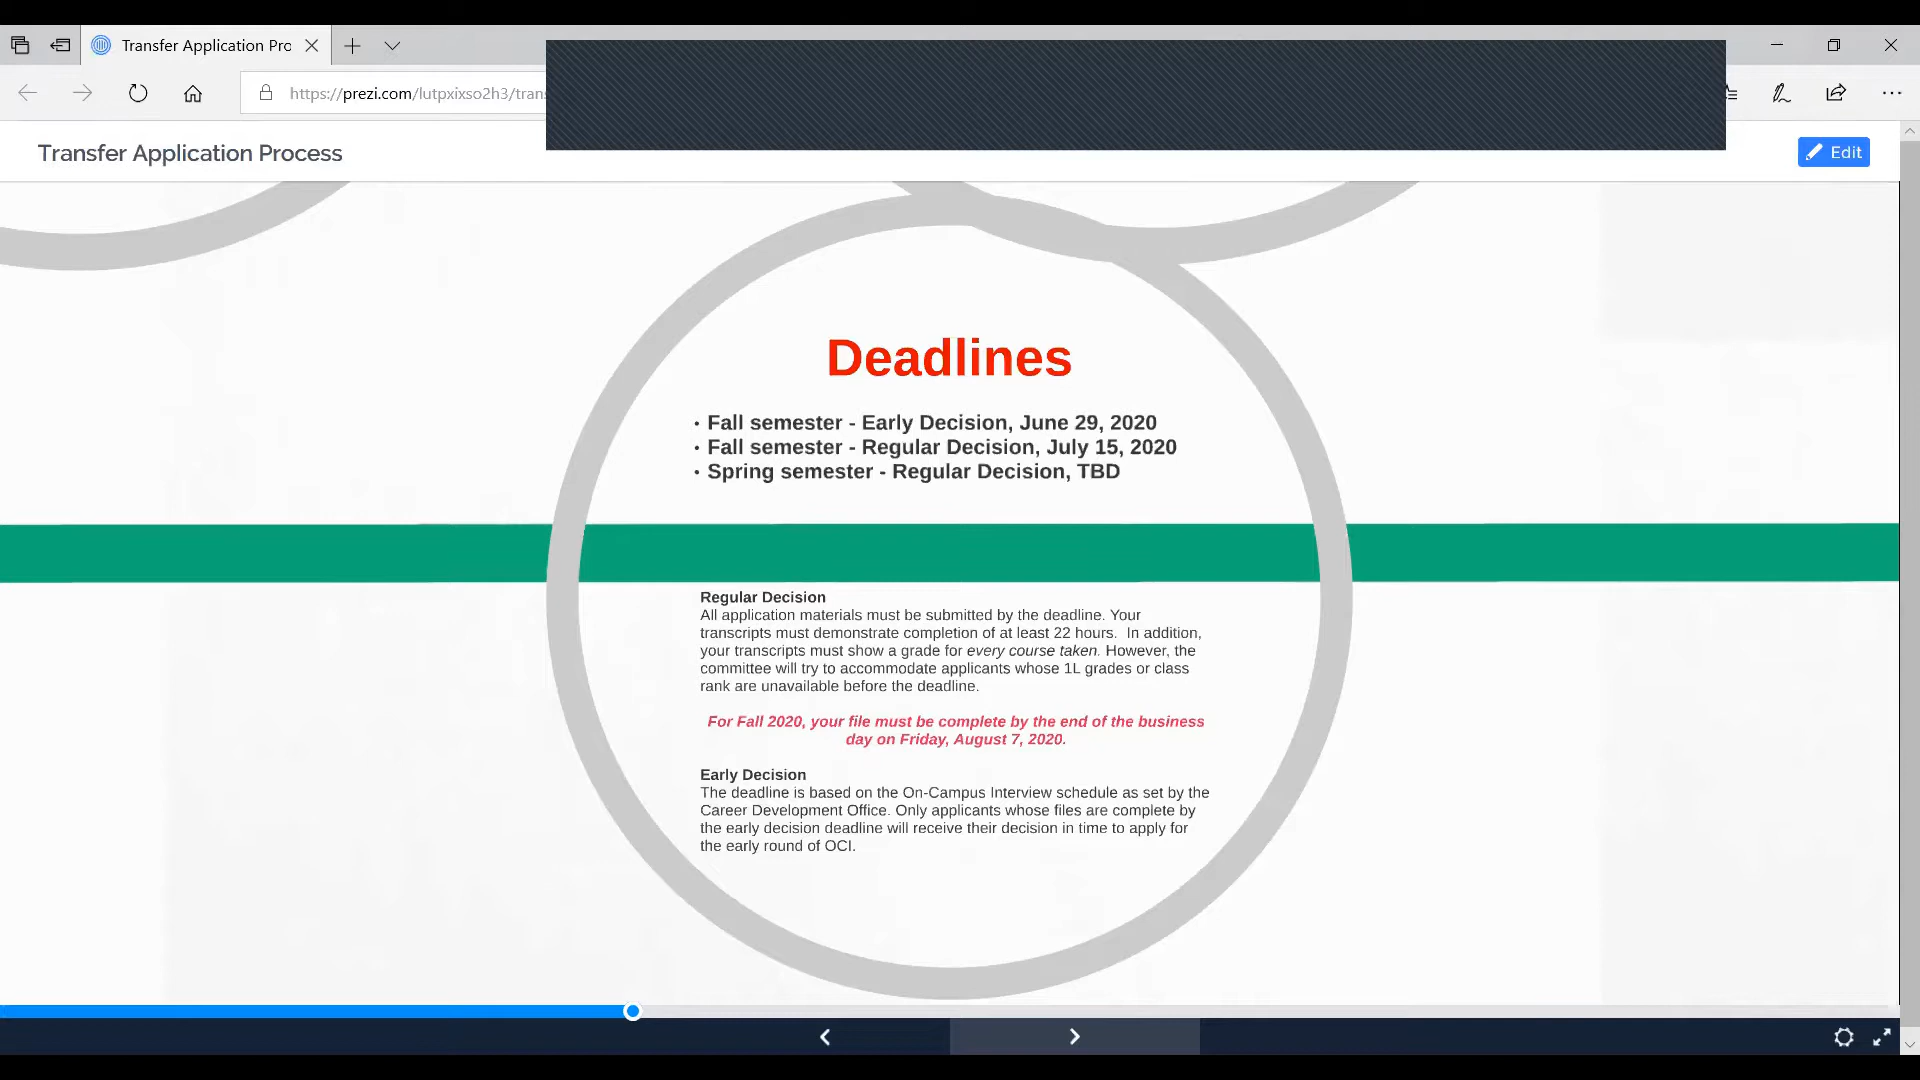 Transfer Application Pro
https://prezi.com/lutpxixso2h3/tran
Transfer Application Process
Edit
Deadlines
• Fall semester - Early Decision, June 29, 2020
• Fall semester - Regular Decision, July 15, 2020
• Spring semester - Regular Decision, TBD
Regular Decision
All application materials must be submitted by the deadline. Your
transcripts must demonstrate completion of at least 22 hours. In addition,
your transcripts must show a grade for every course taken. However, the
committee will try to accommodate applicants whose 1L grades or class
rank are unavailable before the deadline.
For Fall 2020, your file must be complete by the end of the business
day on Friday, August 7, 2020.
Early Decision
The deadline is based on the On-Campus Interview schedule as set by the
Career Development Office. Only applicants whose files are complete by
the early decision deadline will receive their decision in time to apply for
the early round of OCI.